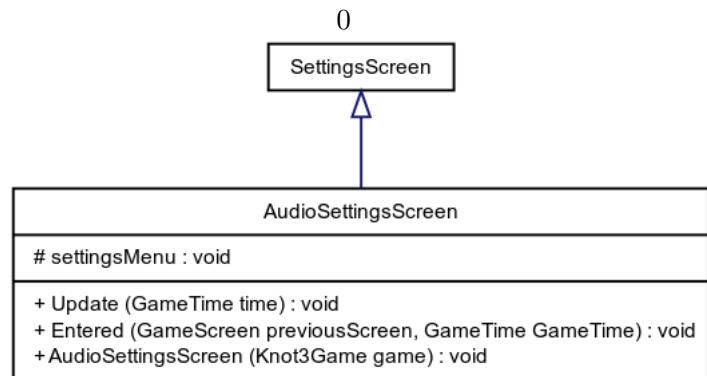 0
SettingsScreen
AudioSettingsScreen
# settingsMenu : void
+ Update (GameTime time) : void
+ Entered (GameScreen previousScreen, GameTime GameTime) : void
+AudioSettingsScreen (Knot3Game game) : void